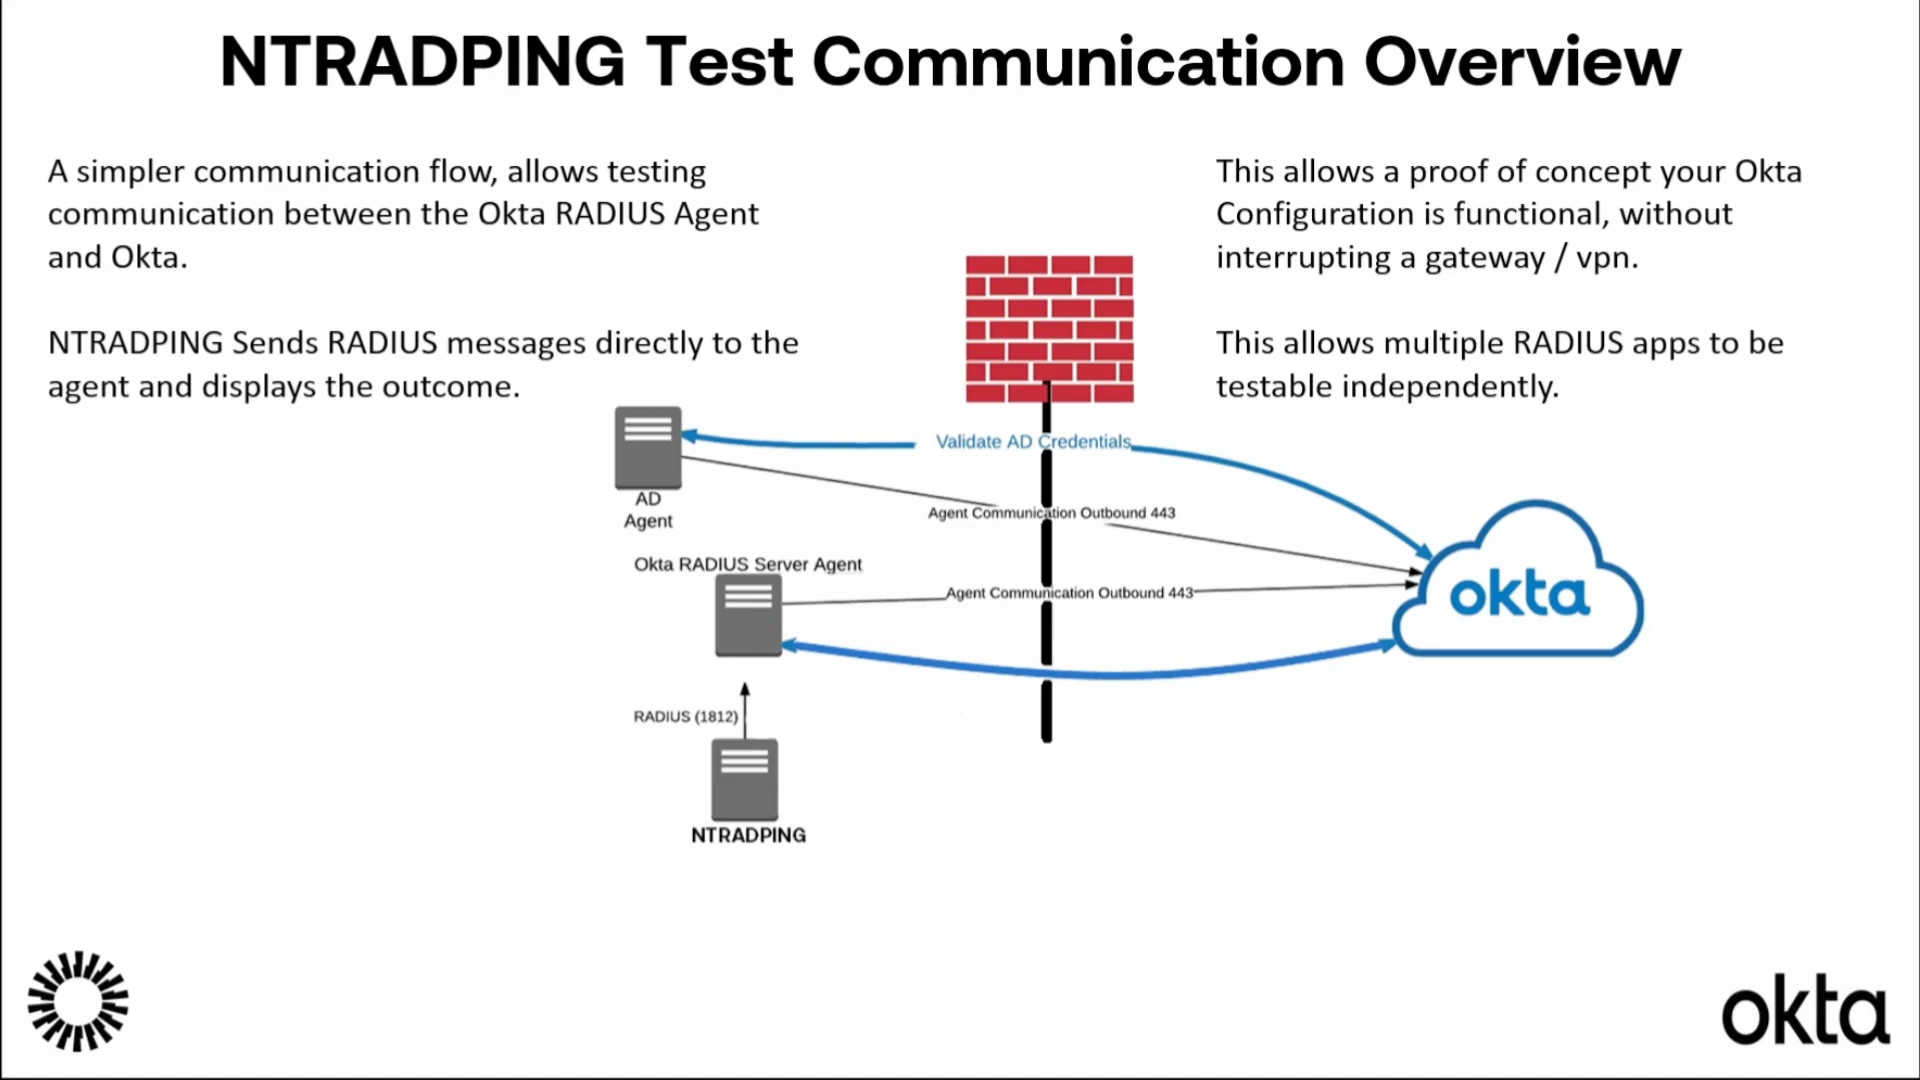 NTRADPING Test Communication Overview
A simpler communication flow, allows testing
communication between the Okta RADIUS Agent
and Okta.
NTRADPING Sends RADIUS messages directly to the
agent and displays the outcome.
This allows a proof of concept your Okta
Configuration is functional, without
interrupting a gateway / vpn.
This allows multiple RADIUS apps to be
testable independently.
Validate AD Credentials
AD
Agent
Agent Communication Outbound 443
Okta RADIUS Server Agent
Agent Communication Outbound 443
okta
RADIUS (1812)
NTRADPING
okta